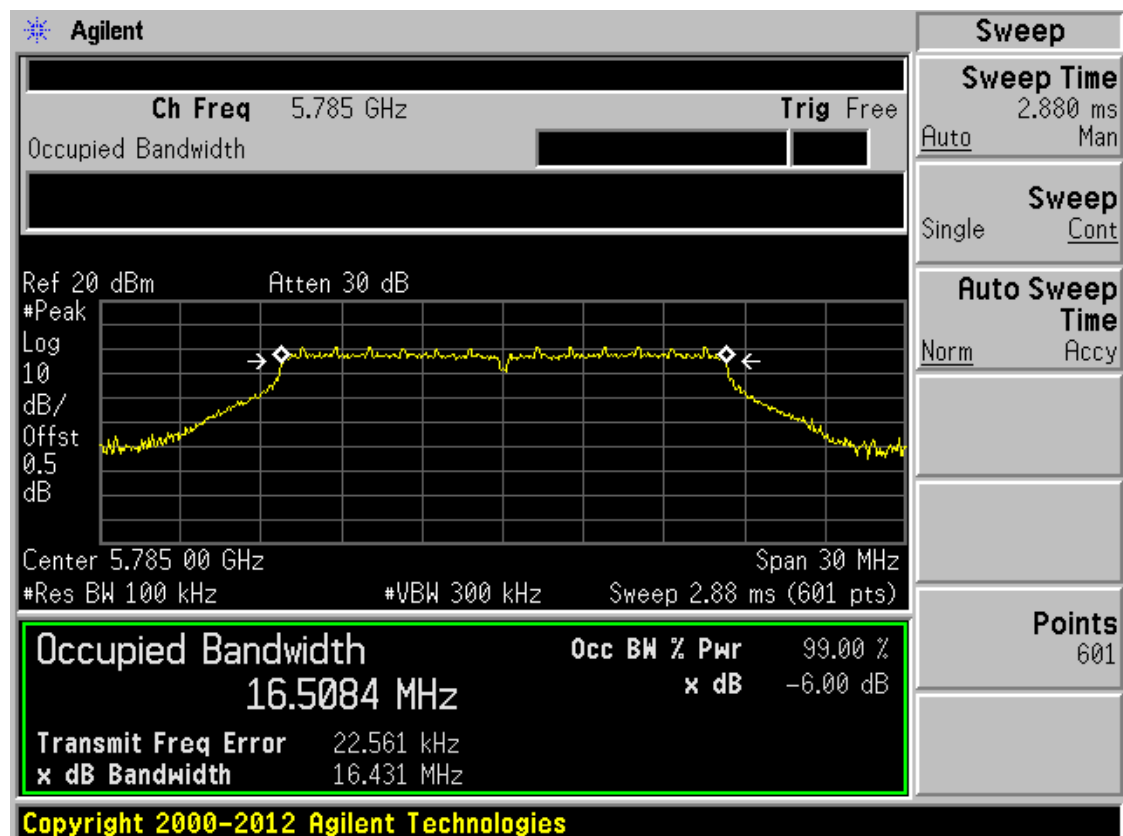 Agilent
Ch Freq 5.785 GHz Trig Free
Occupied Bandwidth
Ref 20 dBm Atten 30 dB
#Peak
Log
10
dB/
Offst
0.5
dB
Center 5.785 00 GHz Span 30 MHz
#Res BW 100 kHz #VBW 300 kHz Sweep 2.88 ms (601 pts)
Occupied Bandwidth
16.5084 MHz
Occ BW % Pwr 99.00 %
x dB -6.00 dB
Transmit Freq Error 22.561 kHz
x dB Bandwidth 16.431 MHz
Copyright 2000-2012 Agilent Technologies
Sweep
Sweep Time
2.880 ms
Auto Man
Sweep
Single Cont
Auto Sweep
Time
Norm Accy
Points
601